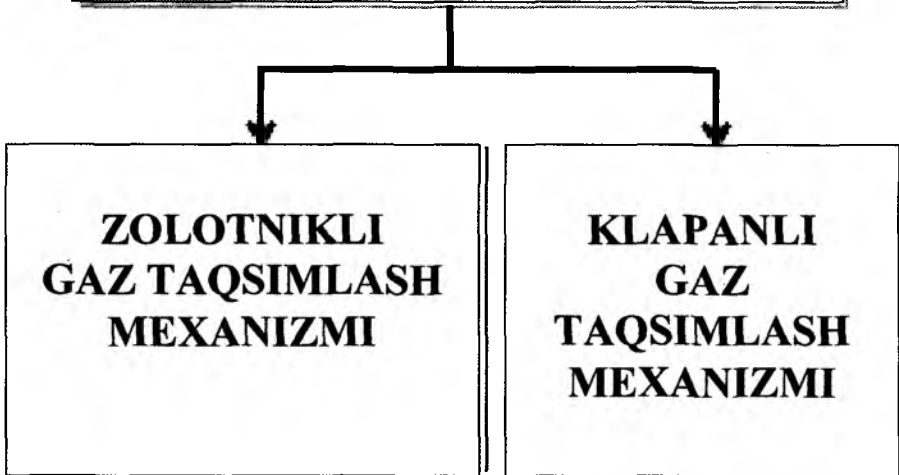 ZOLOTNIKLI
GAZ TAQSIMLASH
MEXANIZMI
KLAPANLI
GAZ
TAQSIMLASH
MEXANIZMI